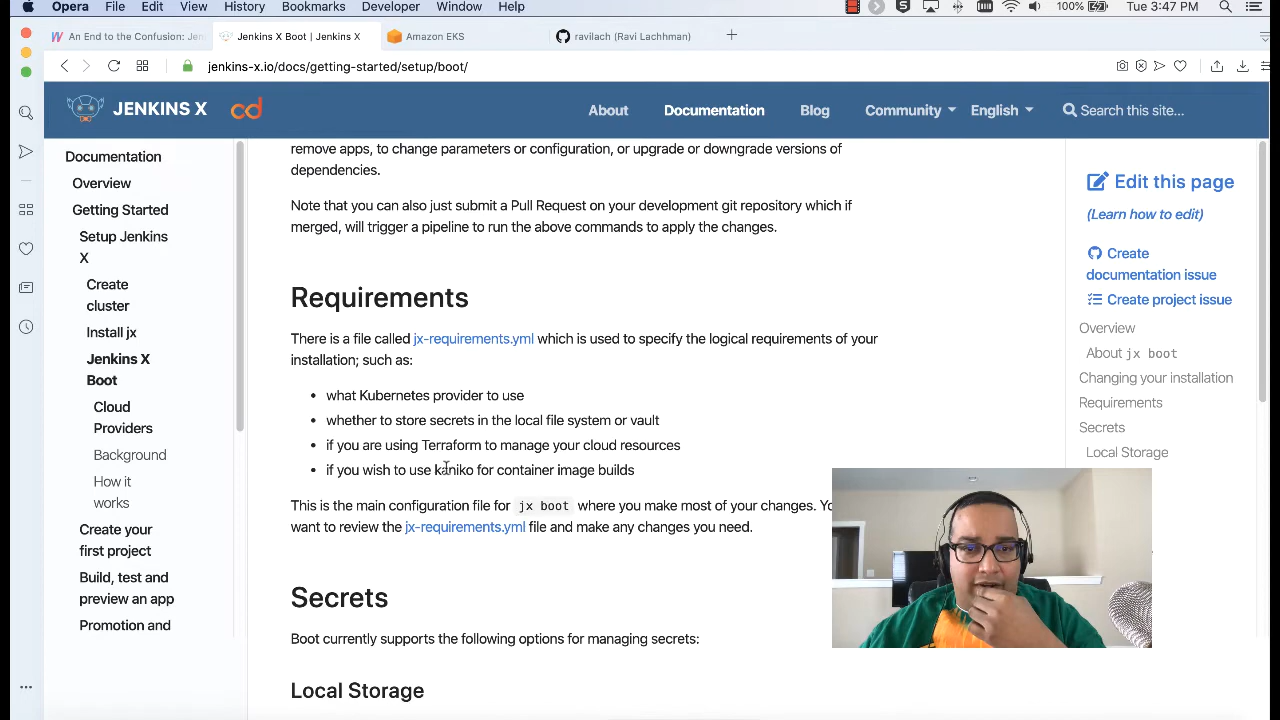 Opera File Edit View History Bookmarks Developer Window Help 100% Tue 3:47 PM
An End to the Confusion: Jen Jenkins X Boot | Jenkins X Amazon EKS ravilach (Ravi Lachhman)
jenkins-x.io/docs/getting-started/setup/boot/
JENKINS X cd About Documentation Blog Community English Search this site...
Documentation
Overview
Getting Started
Setup Jenkins
X
Create
cluster
Install jx
Jenkins X
Boot
Cloud
Providers
Background
How it
works
Create your
first project
Build, test and
preview an app
Promotion and
remove apps, to change parameters or configuration, or upgrade or downgrade versions of
dependencies.
Note that you can also just submit a Pull Request on your development git repository which if
merged, will trigger a pipeline to run the above commands to apply the changes.
Requirements
There is a file called jx-requirements.yml which is used to specify the logical requirements of your
installation; such as:
• what Kubernetes provider to use
• whether to store secrets in the local file system or vault
• if you are using Terraform to manage your cloud resources
• if you wish to use kaniko for container image builds
This is the main configuration file for jx boot where you make most of your changes.
want to review the jx-requirements.yml file and make any changes you need.
Secrets
Boot currently supports the following options for managing secrets:
Local Storage
Edit this page
(Learn how to edit)
Create
documentation issue
Create project issue
Overview
About jx boot
Changing your installation
Requirements
Secrets
Local Storage